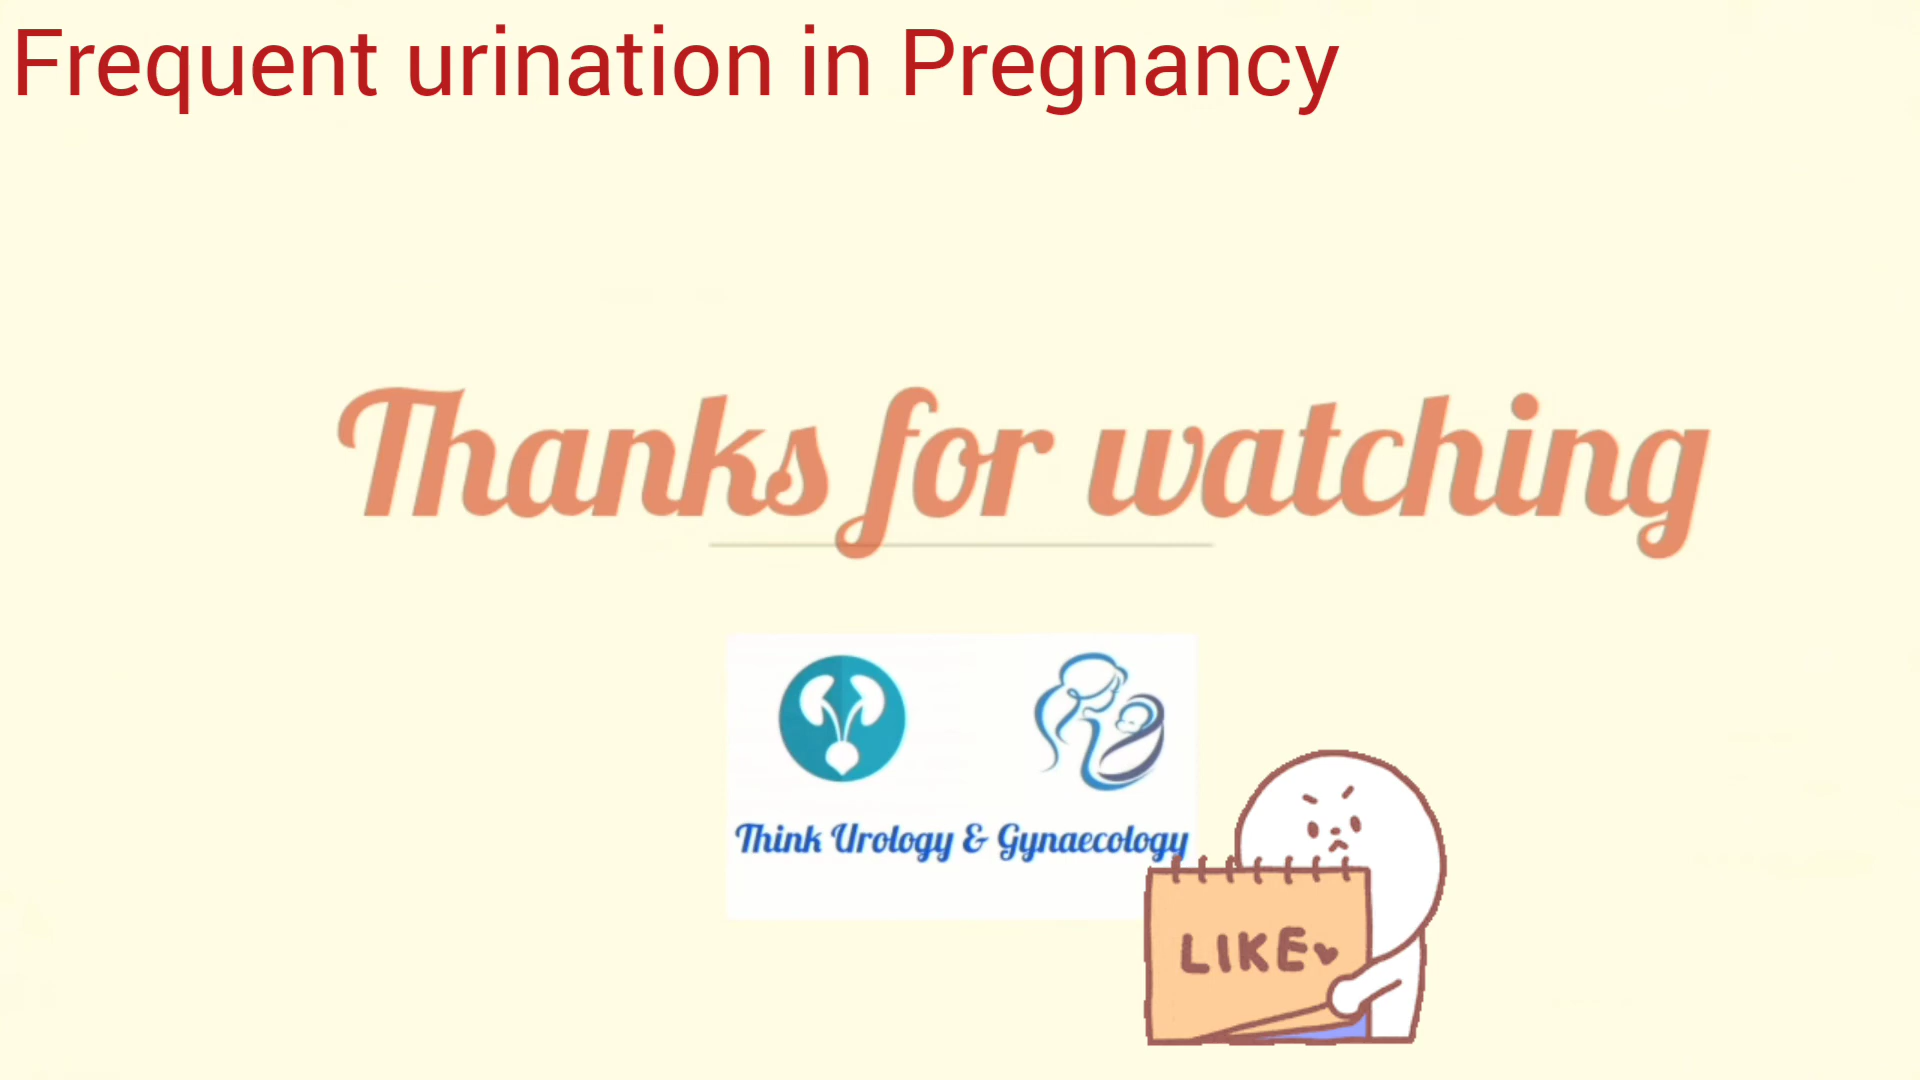 Frequent urination in Pregnancy
Thanks for watching
Think Urology & Gynaecology
LIKE